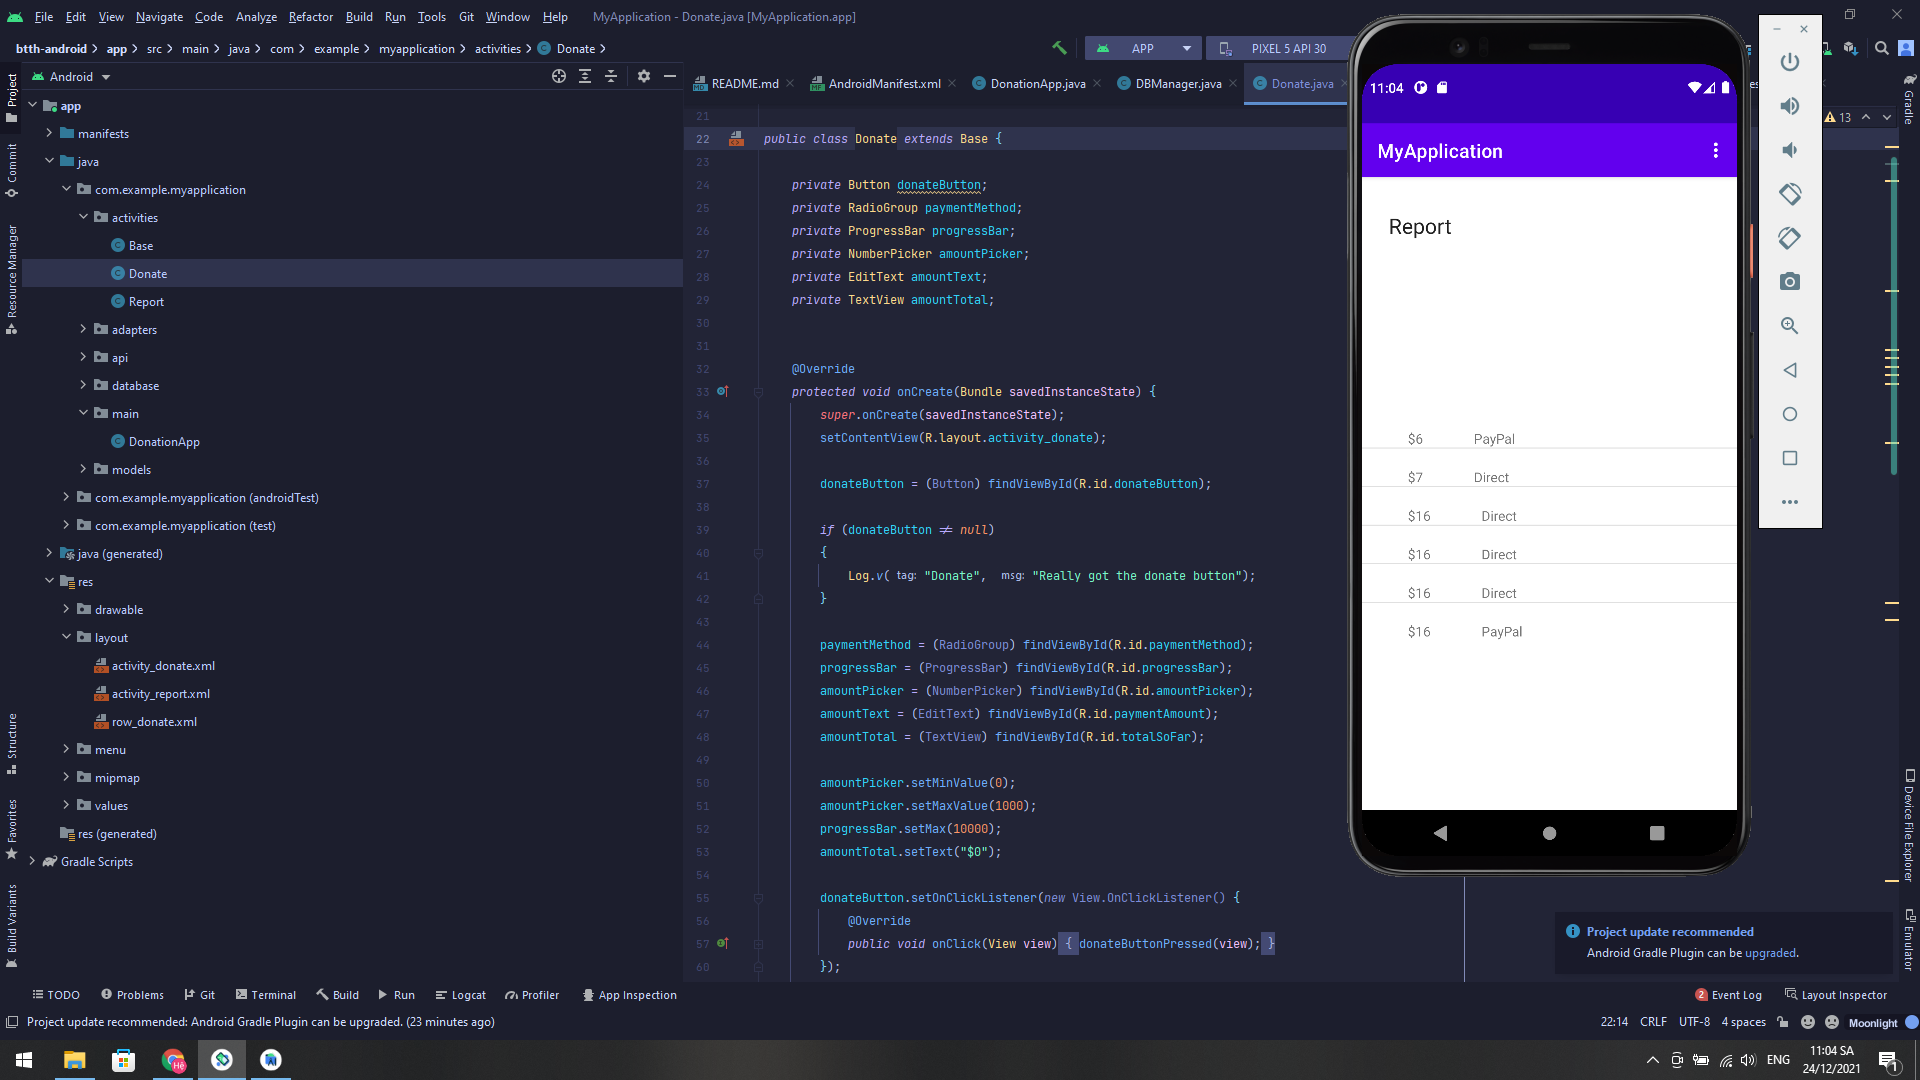 File Edit View Navigate Code Analyze Refactor Build Run Tools Git Window Help MyApplication - Donate.java [MyApplication.app]
btth-android app src main java com example myapplication activities Donate APP PIXEL 5 API 30
Project Android
README.md AndroidManifest.xml DonationApp.java DBManager.java Donate.java
app
manifests
java
com.example.myapplication
activities
Base
Donate
Report
adapters
api
database
main
DonationApp
models
com.example.myapplication (androidTest)
com.example.myapplication (test)
java (generated)
res
drawable
layout
activity_donate.xml
activity_report.xml
row_donate.xml
menu
mipmap
values
res (generated)
Gradle Scripts
Commit
Resource Manager
Structure
Favorites
Build Variants
21
22 public class Donate extends Base {
23
24 private Button donateButton;
25 private RadioGroup paymentMethod;
26 private ProgressBar progressBar;
27 private NumberPicker amountPicker;
28 private EditText amountText;
29 private TextView amountTotal;
30
31
32 @Override
33 protected void onCreate(Bundle savedInstanceState) {
34 super.onCreate(savedInstanceState);
35 setContentView(R.layout.activity_donate);
36
37 donateButton = (Button) findViewById(R.id.donateButton);
38
39 if (donateButton ≠ null)
40 {
41 Log.v( tag: "Donate", msg: "Really got the donate button");
42 }
43
44 paymentMethod = (RadioGroup) findViewById(R.id.paymentMethod);
45 progressBar = (ProgressBar) findViewById(R.id.progressBar);
46 amountPicker = (NumberPicker) findViewById(R.id.amountPicker);
47 amountText = (EditText) findViewById(R.id.paymentAmount);
48 amountTotal = (TextView) findViewById(R.id.totalSoFar);
49
50 amountPicker.setMinValue(0);
51 amountPicker.setMaxValue(1000);
52 progressBar.setMax(10000);
53 amountTotal.setText("$0");
54
55 donateButton.setOnClickListener(new View.OnClickListener() {
56 @Override
57 public void onClick(View view) { donateButtonPressed(view); }
60 });
11:04
MyApplication
Report
$6 PayPal
$7 Direct
$16 Direct
$16 Direct
$16 Direct
$16 PayPal
13
Gradle
Device File Explorer
Emulator
Project update recommended
Android Gradle Plugin can be upgraded.
TODO Problems Git Terminal Build Run Logcat Profiler App Inspection 2 Event Log Layout Inspector
Project update recommended: Android Gradle Plugin can be upgraded. (23 minutes ago) 22:14 CRLF UTF-8 4 spaces Moonlight
ENG 11:04 SA
24/12/2021
1